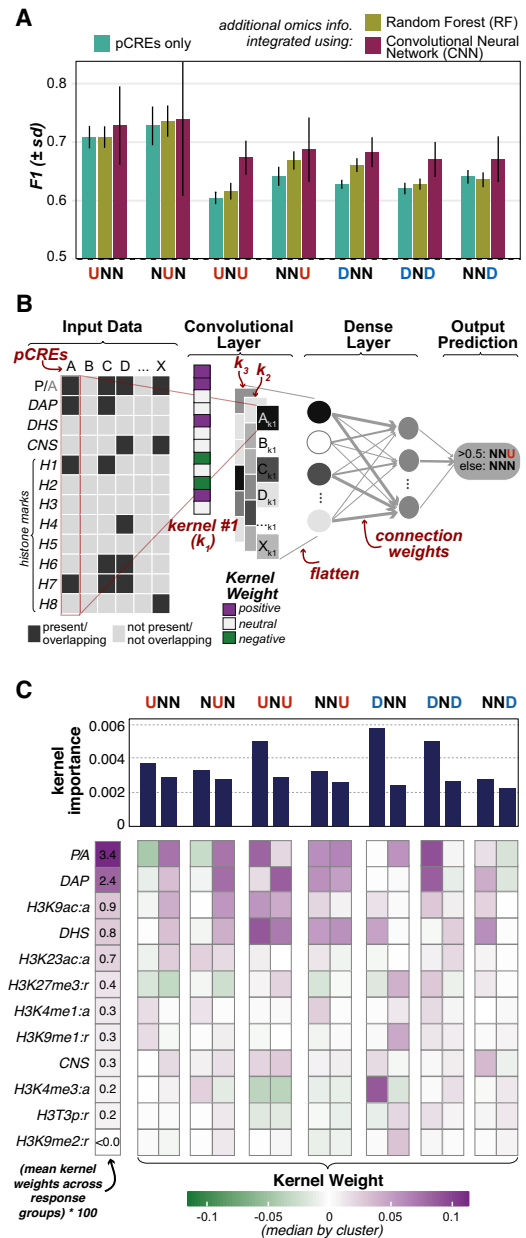 A
pCREs only
additional omics info.
integrated using:
Random Forest (RF)
Convolutional Neural
Network (CNN)
F1 (± sd)
0.8
0.7
0.6
0.5
UNN NUN UNU NNU DNN DND NND
B
Input Data
Convolutional
Layer
Dense
Layer
Output
Prediction
pCREs
A B C D ... X
P/A
DAP
DHS
CNS
H1
H2
H3
H4
H5
H6
H7
H8
histone marks
present/
overlapping
not present/
not overlapping
kernel #1
(k1)
k3
k2
Ak1
Bk1
Ck1
Dk1
...k1
Xk1
Kernel
Weight
positive
neutral
negative
flatten
connection
weights
>0.5: NNU
else: NNN
C
UNN NUN UNU NNU DNN DND NND
kernel
importance
0.006
0.004
0.002
0
P/A 3.4
DAP 2.4
H3K9ac:a 0.9
DHS 0.8
H3K23ac:a 0.7
H3K27me3:r 0.4
H3K4me1:a 0.3
H3K9me1:r 0.3
CNS 0.3
H3K4me3:a 0.2
H3T3p:r 0.2
H3K9me2:r <0.0
(mean kernel
weights across
response
groups) * 100
Kernel Weight
-0.1 -0.05 0 0.05 0.1
(median by cluster)